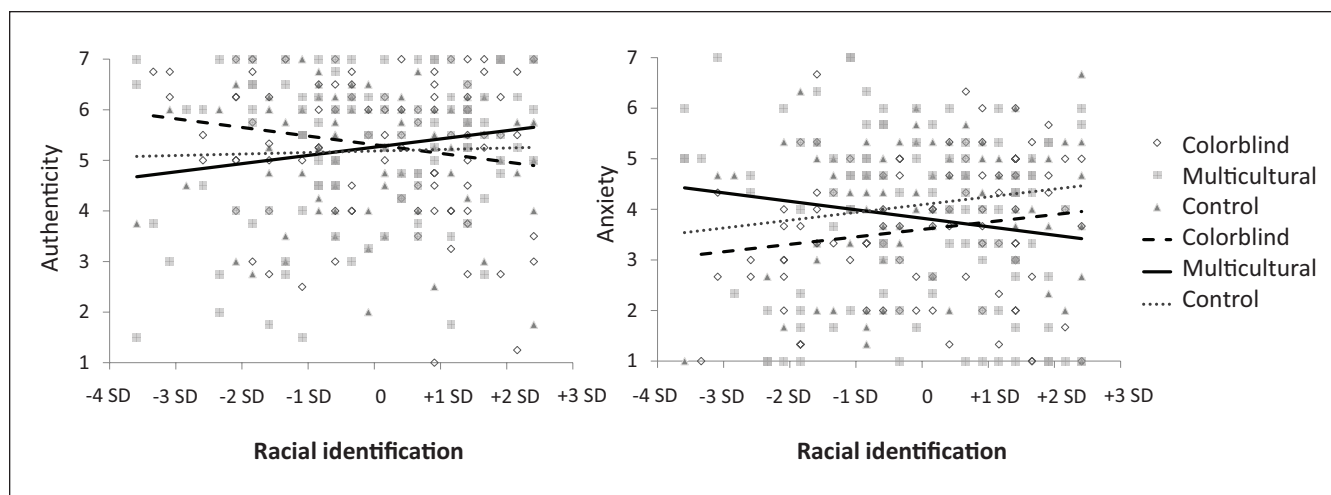 7
6
5
4
3
2
1
Authenticity
-4 SD -3 SD -2 SD -1 SD 0 +1 SD +2 SD +3 SD
Racial identification
7
6
5
4
3
2
1
Anxiety
-4 SD -3 SD -2 SD -1 SD 0 +1 SD +2 SD +3 SD
Racial identification
Colorblind
Multicultural
Control
Colorblind
Multicultural
Control